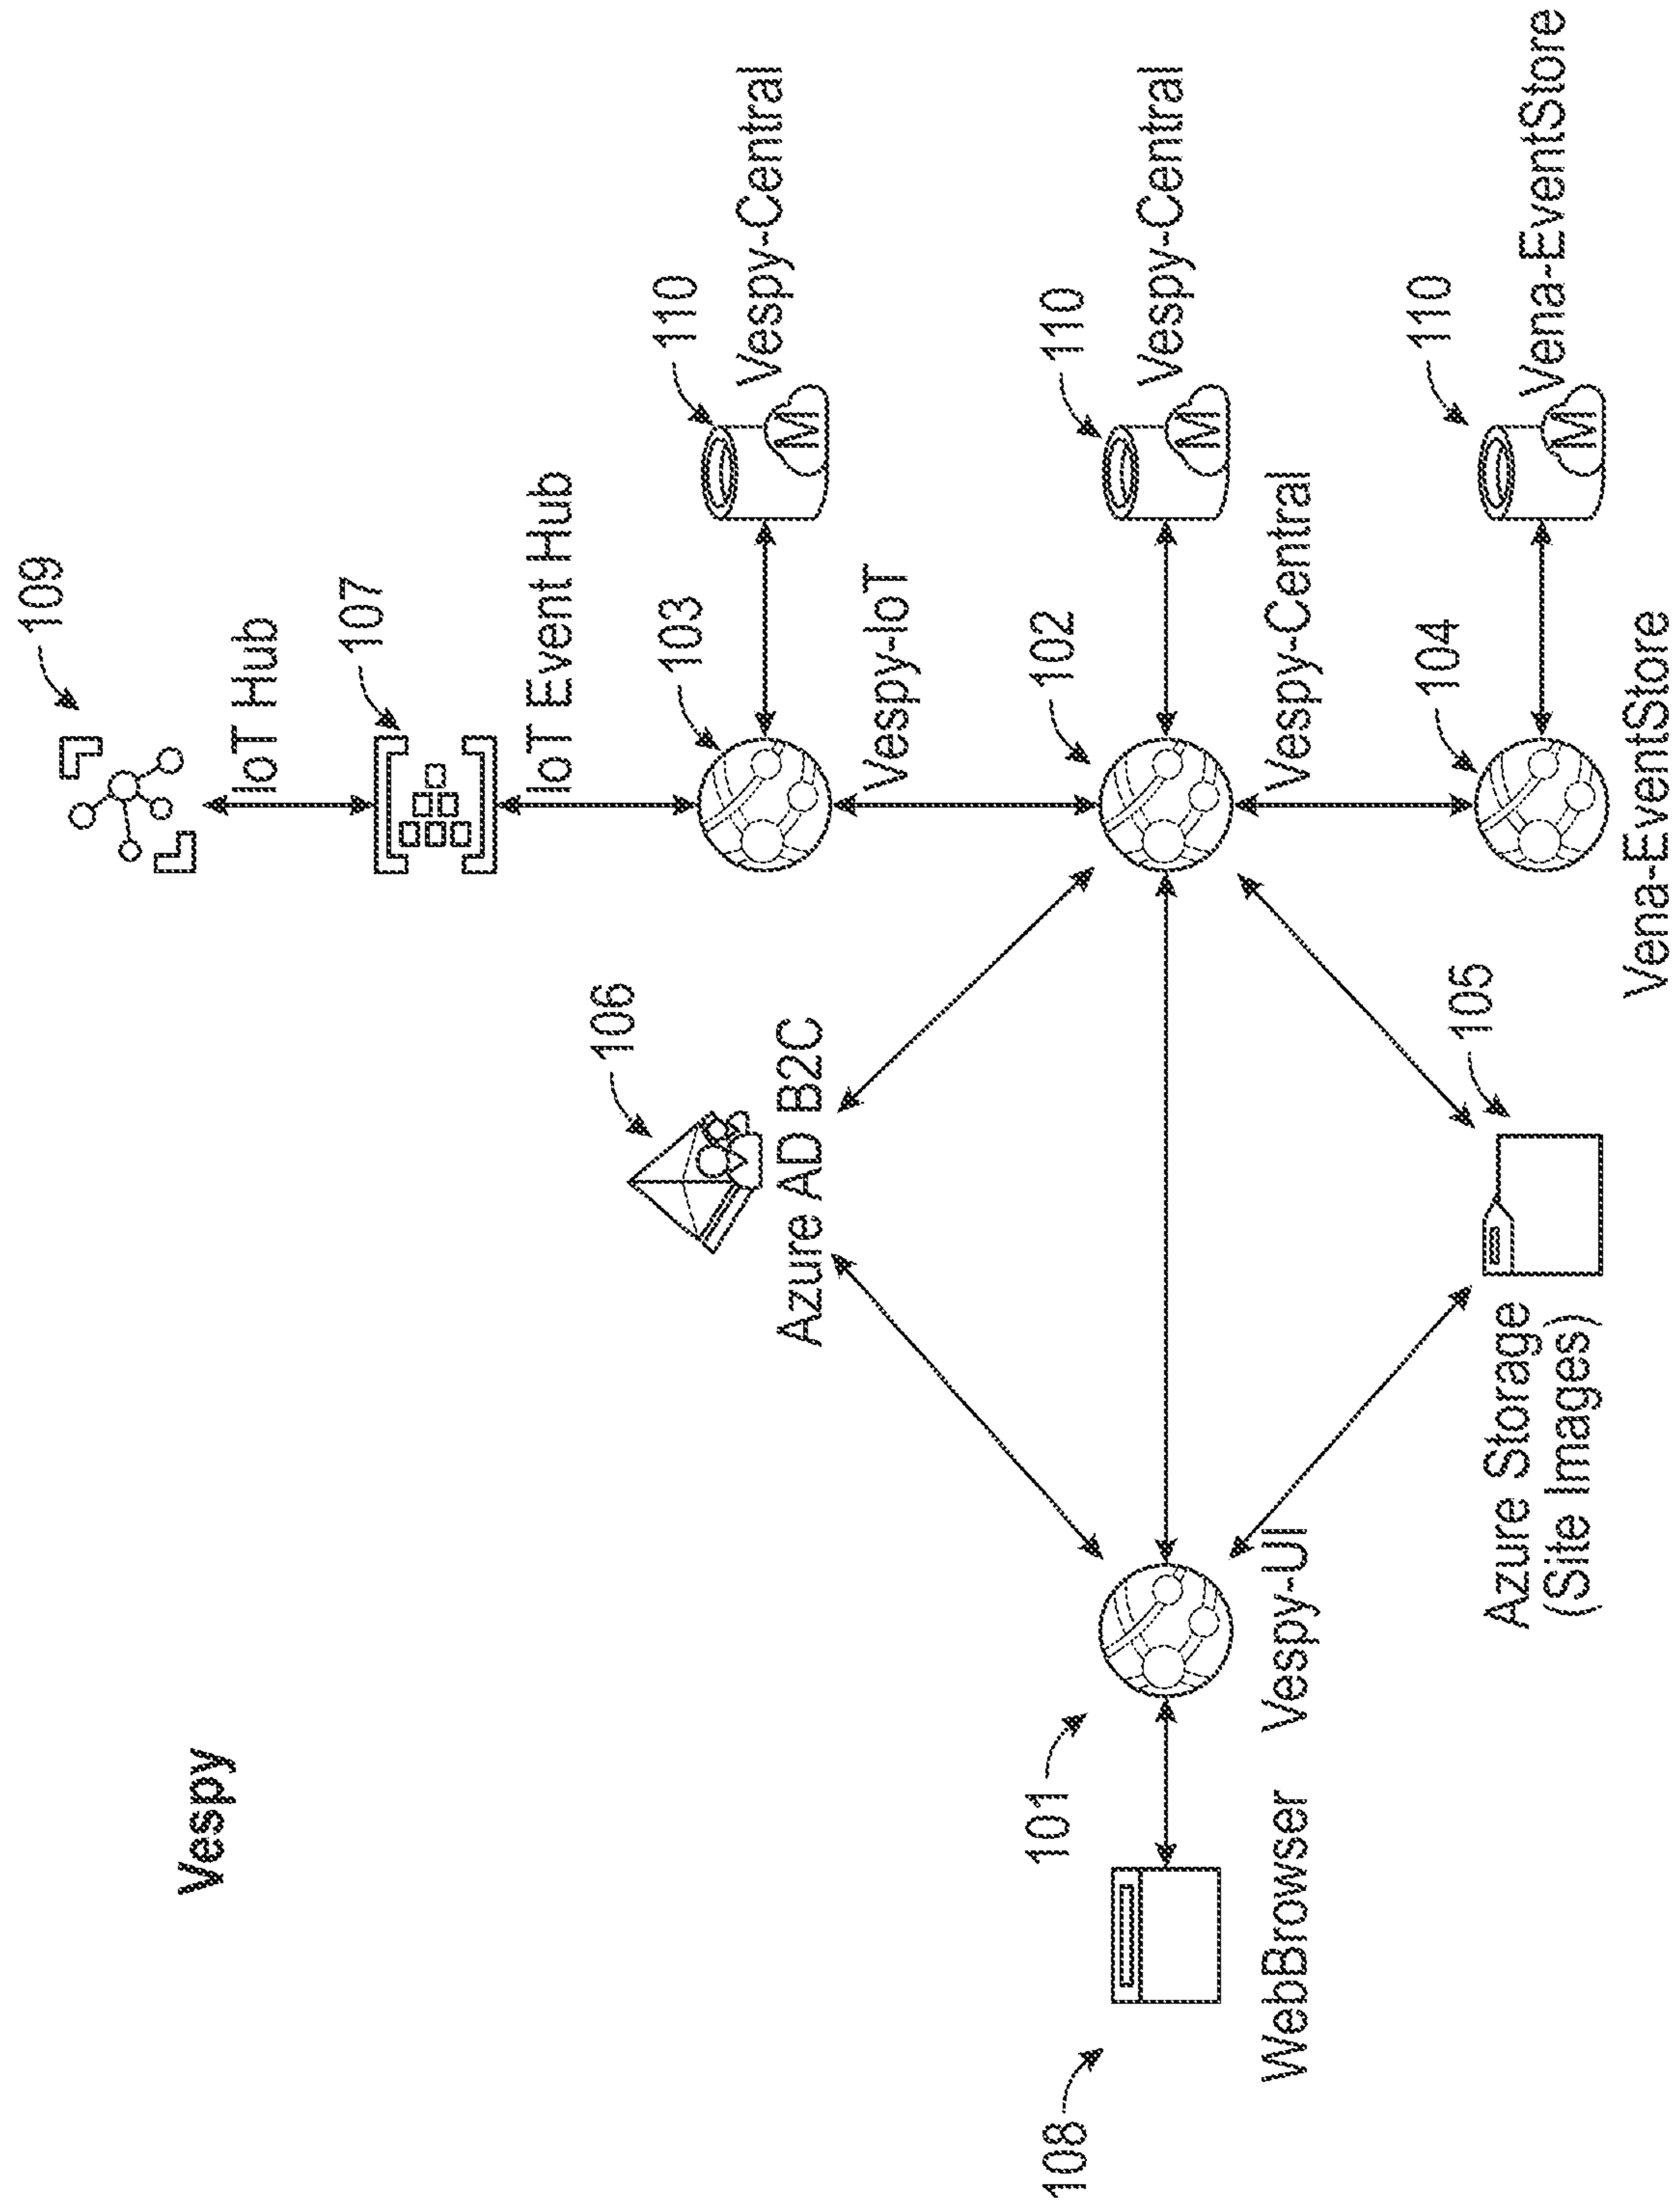 109
Vespy
IoT Hub
107
IoT Event Hub
106
103
110
Vespy-Central
Azure AD B2C
Vespy-IoT
108
101
102
110
Vespy-Central
WebBrowser
Vespy-UI
Vespy-Central
105
104
110
Azure Storage
(Site Images)
Vena-EventStore
Vena-EventStore
M
M
M